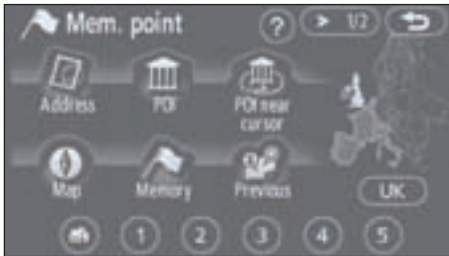 Mem. point ? > 1/2
Address POI POI near
cursor
Map Memory Previous
UK
1 2 3 4 5